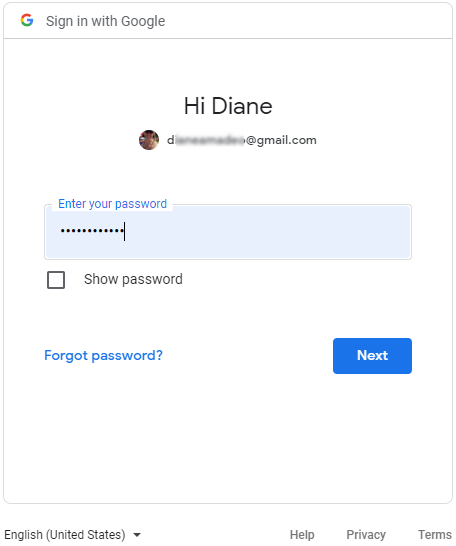 Sign in with Google
Hi Diane
@gmail.com
Enter your password
••••••••••••
Show password
Forgot password?
Next
English (United States)
Help Privacy Terms